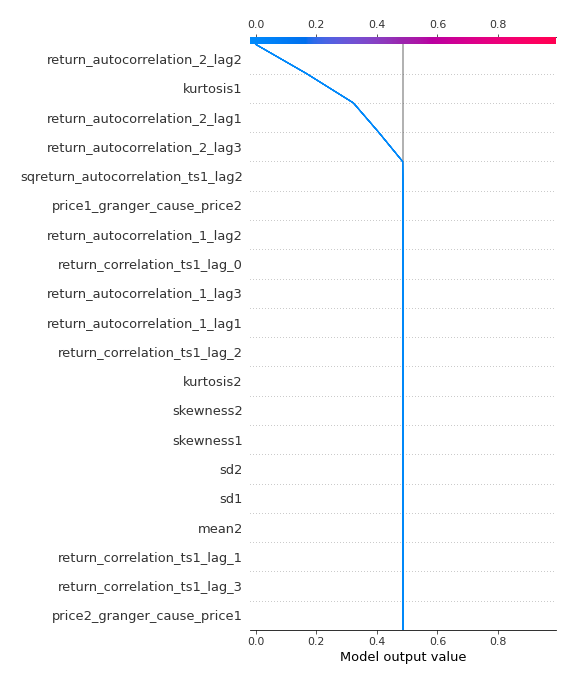 0.0 0.2 0.4 0.6 0.8
return_autocorrelation_2_lag2
kurtosis1
return_autocorrelation_2_lag1
return_autocorrelation_2_lag3
sqreturn_autocorrelation_ts1_lag2
price1_granger_cause_price2
return_autocorrelation_1_lag2
return_correlation_ts1_lag_0
return_autocorrelation_1_lag3
return_autocorrelation_1_lag1
return_correlation_ts1_lag_2
kurtosis2
skewness2
skewness1
sd2
sd1
mean2
return_correlation_ts1_lag_1
return_correlation_ts1_lag_3
price2_granger_cause_price1
0.0 0.2 0.4 0.6 0.8
Model output value